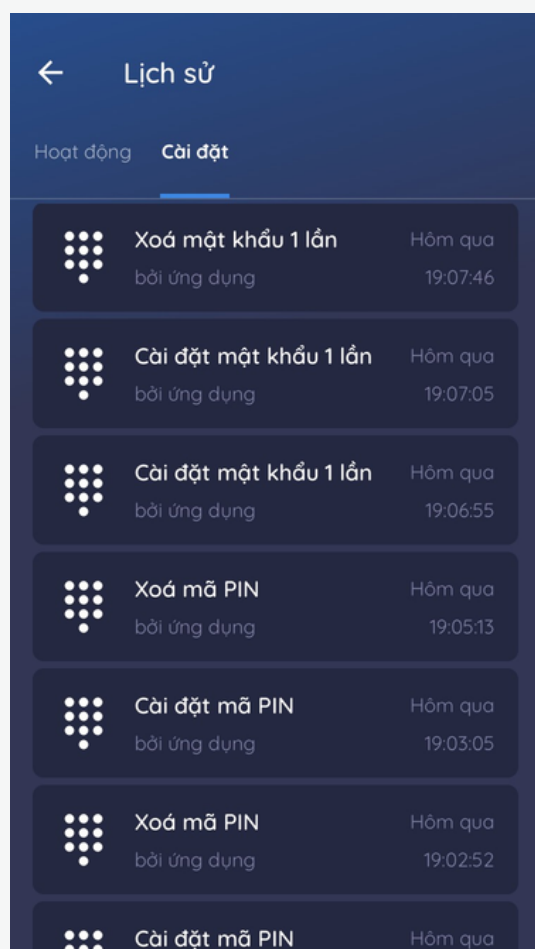 Lịch sử
Hoạt động Cài đặt
Xoá mật khẩu 1 lần Hôm qua
bởi ứng dụng 19:07:46
Cài đặt mật khẩu 1 lần Hôm qua
bởi ứng dụng 19:07:05
Cài đặt mật khẩu 1 lần Hôm qua
bởi ứng dụng 19:06:55
Xoá mã PIN Hôm qua
bởi ứng dụng 19:05:13
Cài đặt mã PIN Hôm qua
bởi ứng dụng 19:03:05
Xoá mã PIN Hôm qua
bởi ứng dụng 19:02:52
Cài đặt mã PIN Hôm qua